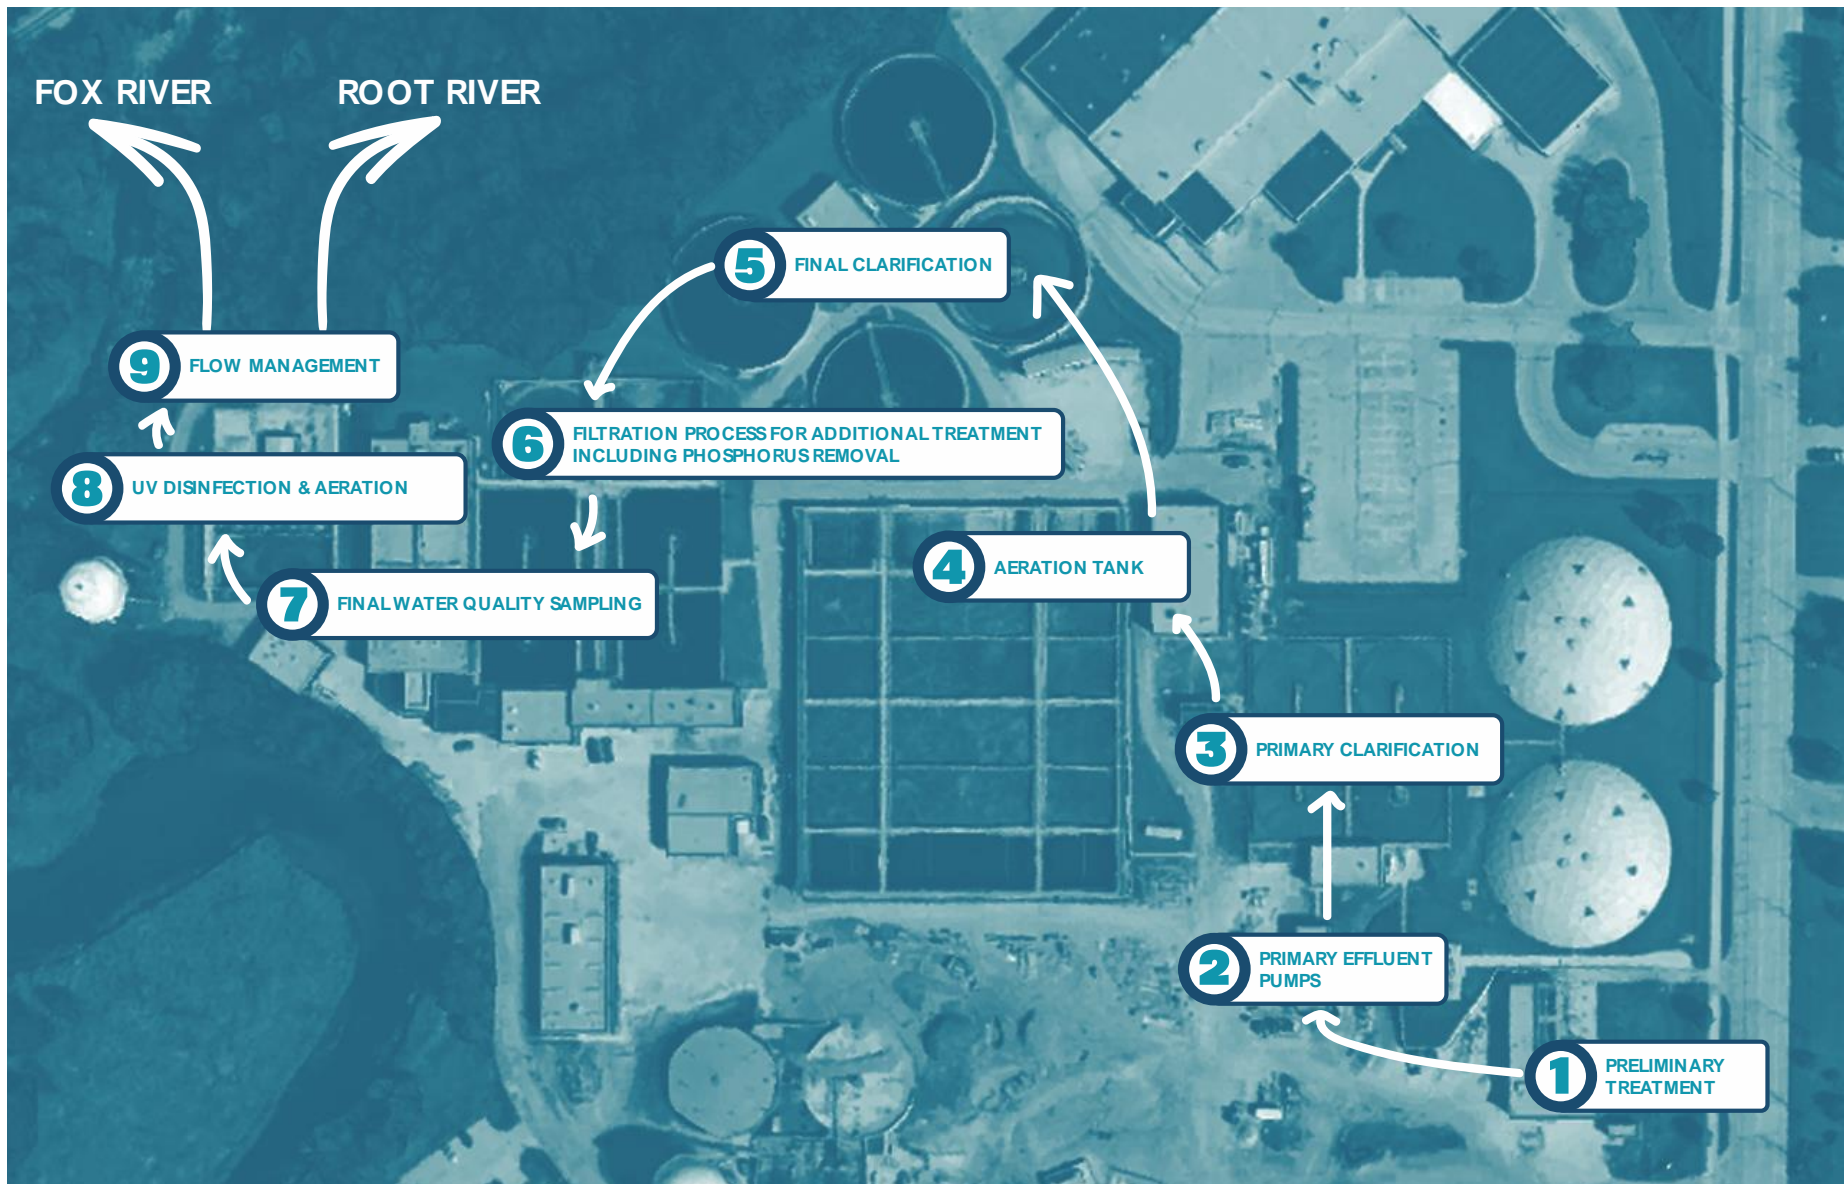 FOX RIVER
ROOT RIVER
5
FINAL CLARIFICATION
9
FLOW MANAGEMENT
6
FILTRATION PROCESS FOR ADDITIONAL TREATMENT
INCLUDING PHOSPHORUS REMOVAL
8
UV DISINFECTION & AERATION
4
AERATION TANK
7
FINAL WATER QUALITY SAMPLING
3
PRIMARY CLARIFICATION
2
PRIMARY EFFLUENT
PUMPS
1
PRELIMINARY
TREATMENT